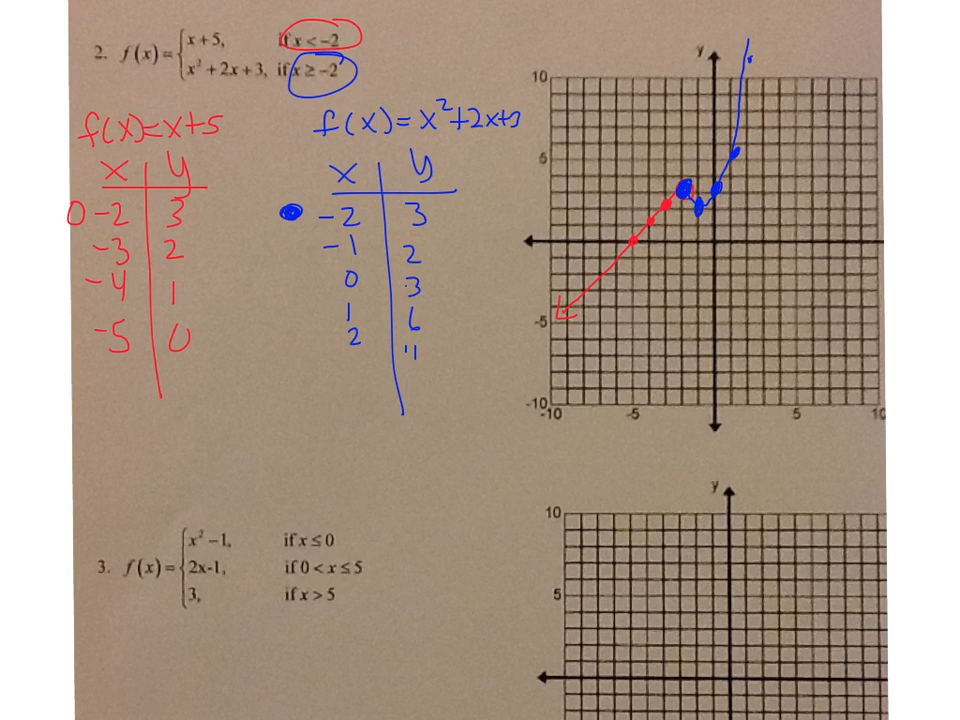 2. f(x) = { x+5, if x < -2
x² + 2x + 3, if x ≥ -2
f(x)=x+5
x | y
0 -2 | 3
-3 | 2
-4 | 1
-5 | 0
f(x)=x²+2x+3
x | y
-2 | 3
-1 | 2
0 | 3
1 | 6
2 | 11
y
10
5
-5
-10
-10 -5 5 10
3. f(x) = { x² - 1, if x ≤ 0
2x-1, if 0 < x ≤ 5
3, if x > 5
y
10
5